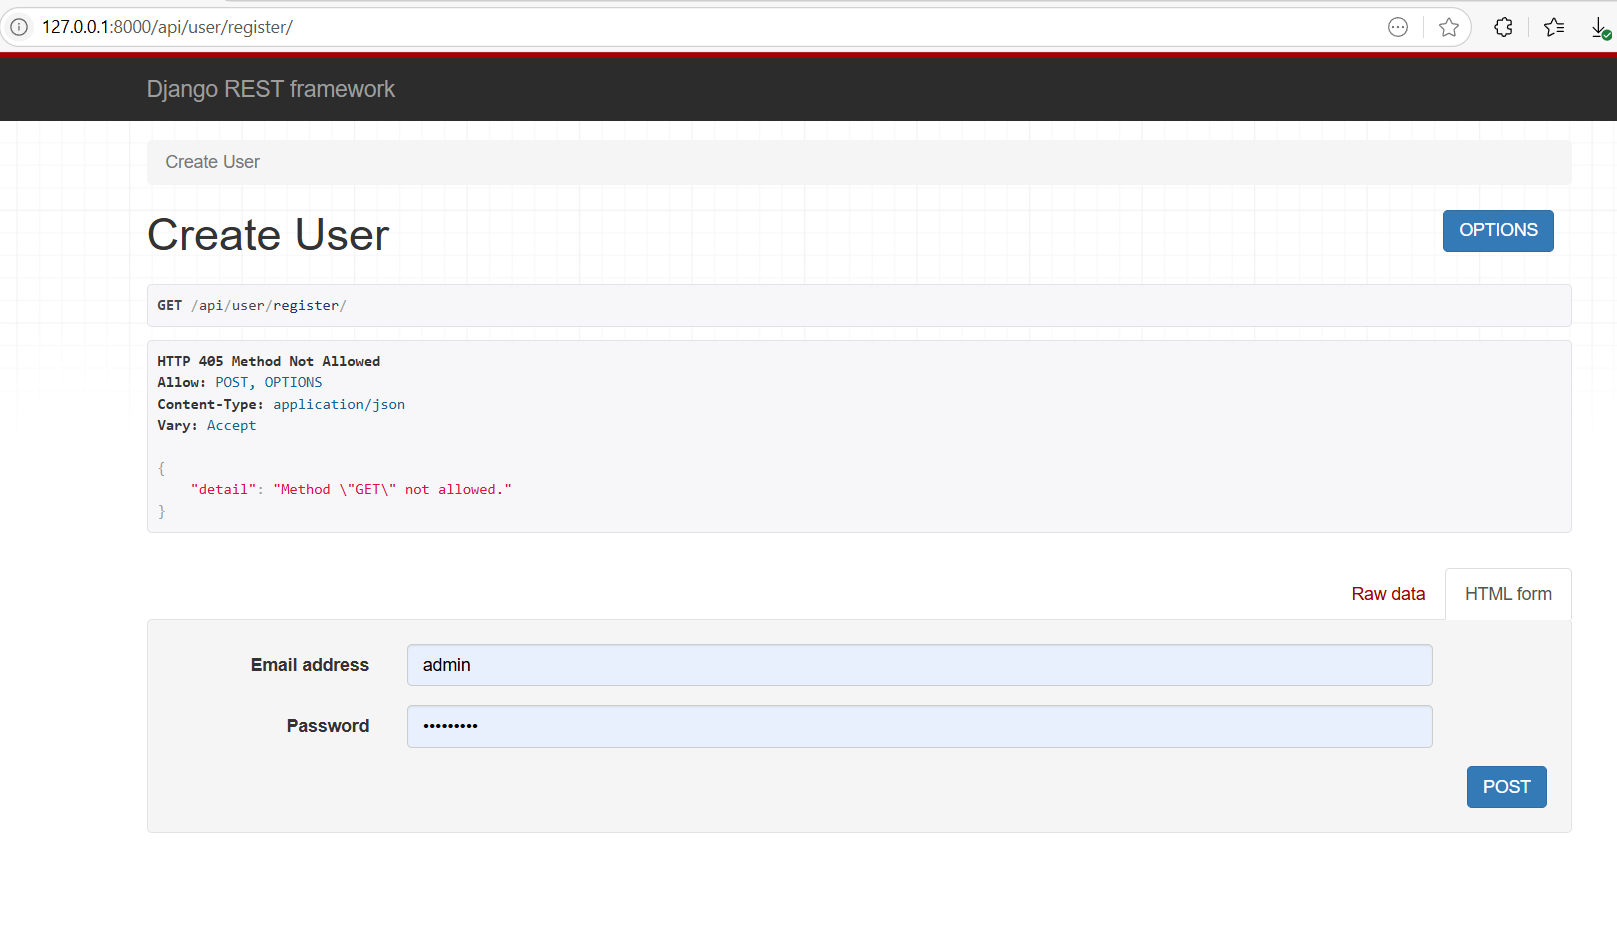 127.0.0.1:8000/api/user/register/
Django REST framework
Create User
Create User
OPTIONS
GET /api/user/register/
HTTP 405 Method Not Allowed
Allow: POST, OPTIONS
Content-Type: application/json
Vary: Accept
{
    "detail": "Method \"GET\" not allowed."
}
Raw data HTML form
Email address admin
Password •••••••••
POST